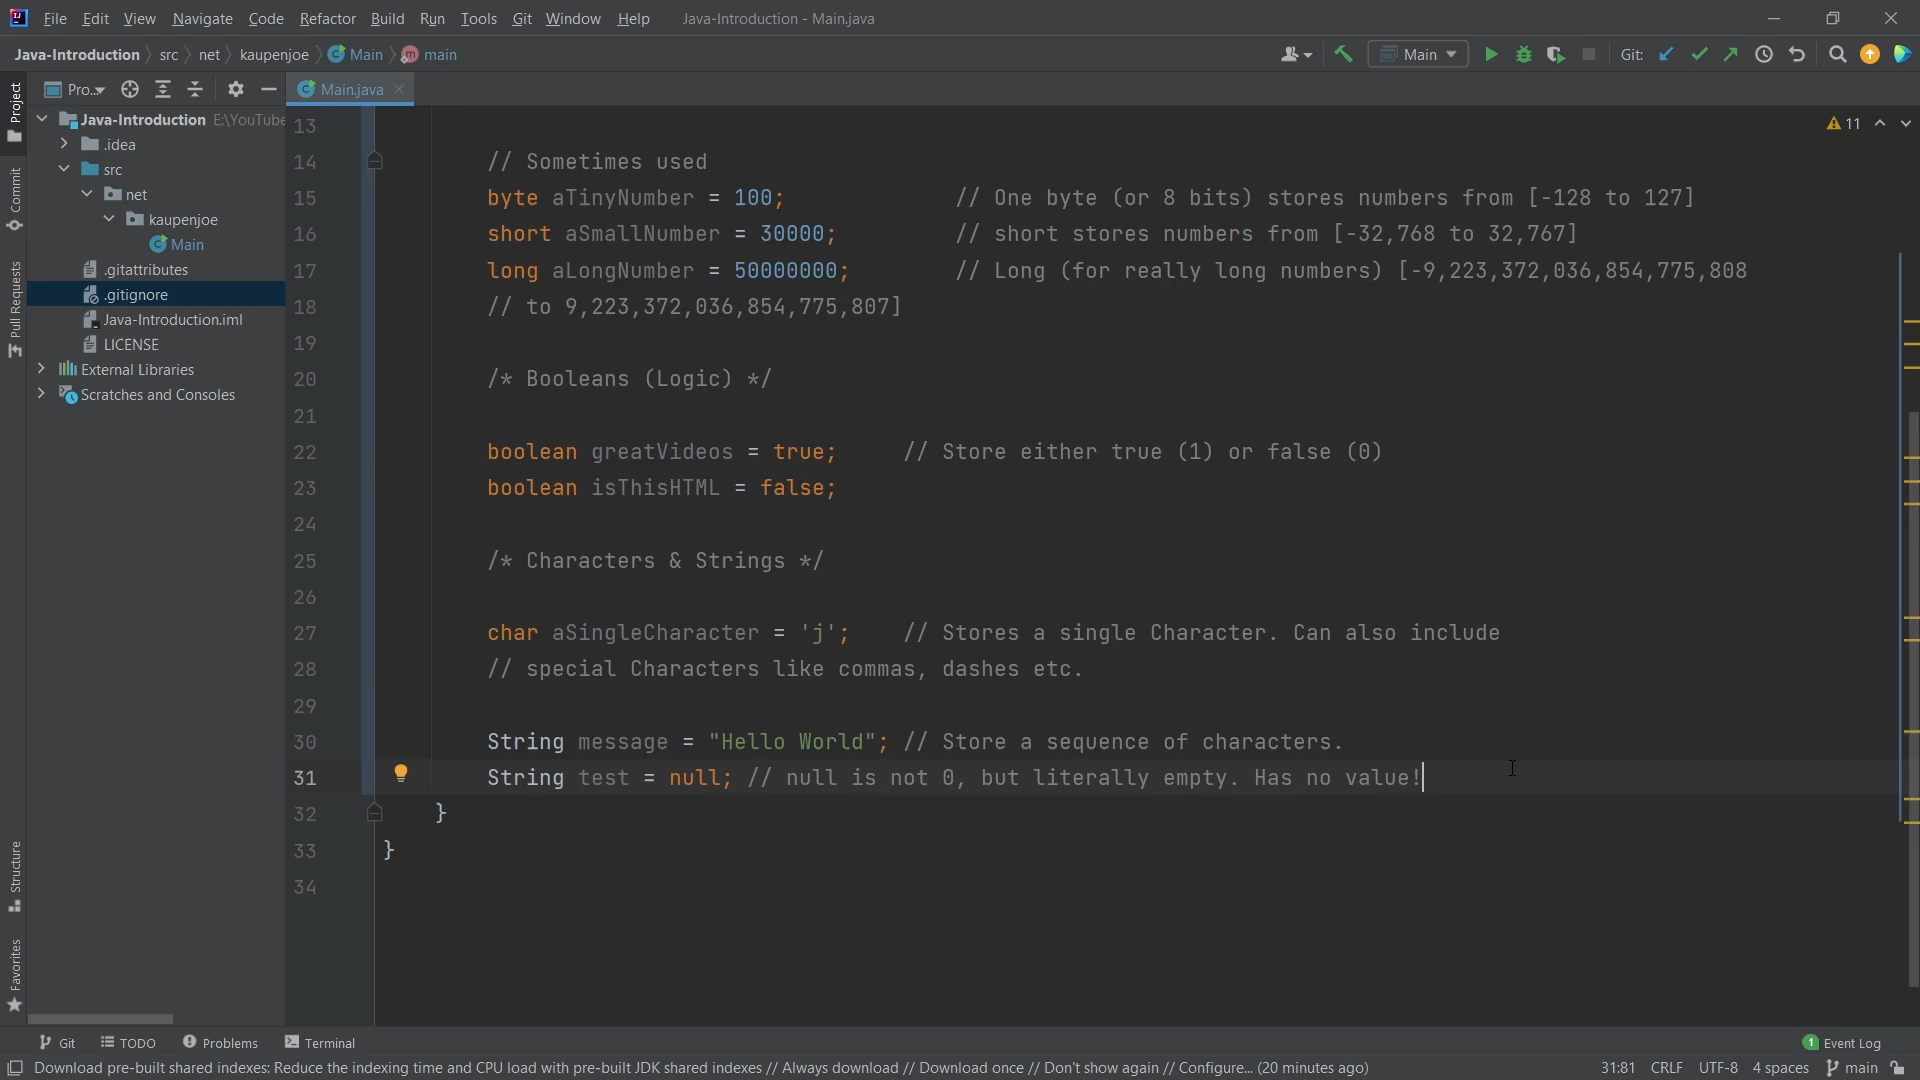 File Edit View Navigate Code Refactor Build Run Tools Git Window Help Java-Introduction - Main.java
Java-Introduction src net kaupenjoe Main main Main Git:
Project
Commit
Pull Requests
Structure
Favorites
Pro..
Java-Introduction E:\YouTube
.idea
src
net
kaupenjoe
Main
.gitattributes
.gitignore
Java-Introduction.iml
LICENSE
External Libraries
Scratches and Consoles
Main.java
11
13
14 // Sometimes used
15 byte aTinyNumber = 100; // One byte (or 8 bits) stores numbers from [-128 to 127]
16 short aSmallNumber = 30000; // short stores numbers from [-32,768 to 32,767]
17 long aLongNumber = 50000000; // Long (for really long numbers) [-9,223,372,036,854,775,808
18 // to 9,223,372,036,854,775,807]
19
20 /* Booleans (Logic) */
21
22 boolean greatVideos = true; // Store either true (1) or false (0)
23 boolean isThisHTML = false;
24
25 /* Characters & Strings */
26
27 char aSingleCharacter = 'j'; // Stores a single Character. Can also include
28 // special Characters like commas, dashes etc.
29
30 String message = "Hello World"; // Store a sequence of characters.
31 String test = null; // null is not 0, but literally empty. Has no value!
32 }
33 }
34
Git TODO Problems Terminal 1 Event Log
Download pre-built shared indexes: Reduce the indexing time and CPU load with pre-built JDK shared indexes // Always download // Download once // Don't show again // Configure... (20 minutes ago) 31:81 CRLF UTF-8 4 spaces main